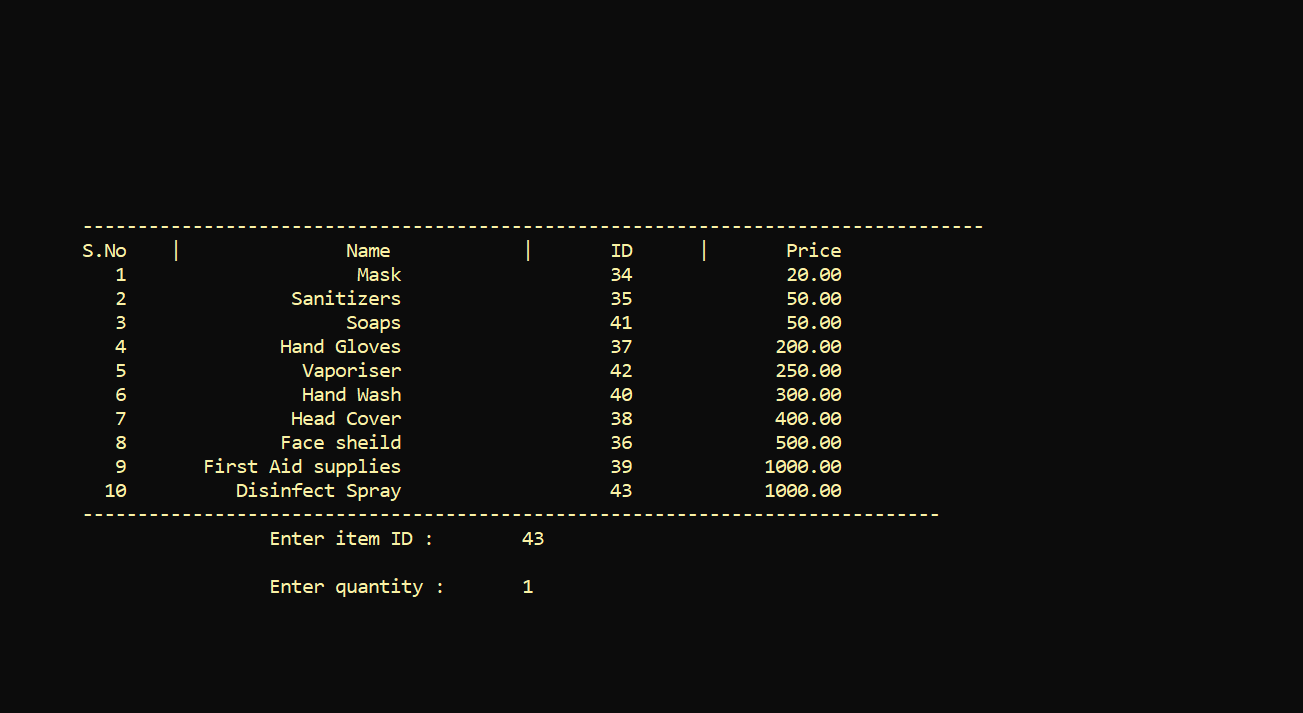 ----------------------------------------------------------------------------------
S.No    |               Name            |       ID      |       Price
   1                     Mask                   34              20.00
   2               Sanitizers                   35              50.00
   3                    Soaps                   41              50.00
   4              Hand Gloves                   37             200.00
   5                Vaporiser                   42             250.00
   6                Hand Wash                   40             300.00
   7               Head Cover                   38             400.00
   8              Face sheild                   36             500.00
   9       First Aid supplies                   39            1000.00
  10          Disinfect Spray                   43            1000.00
------------------------------------------------------------------------------
                 Enter item ID :        43
                 Enter quantity :       1